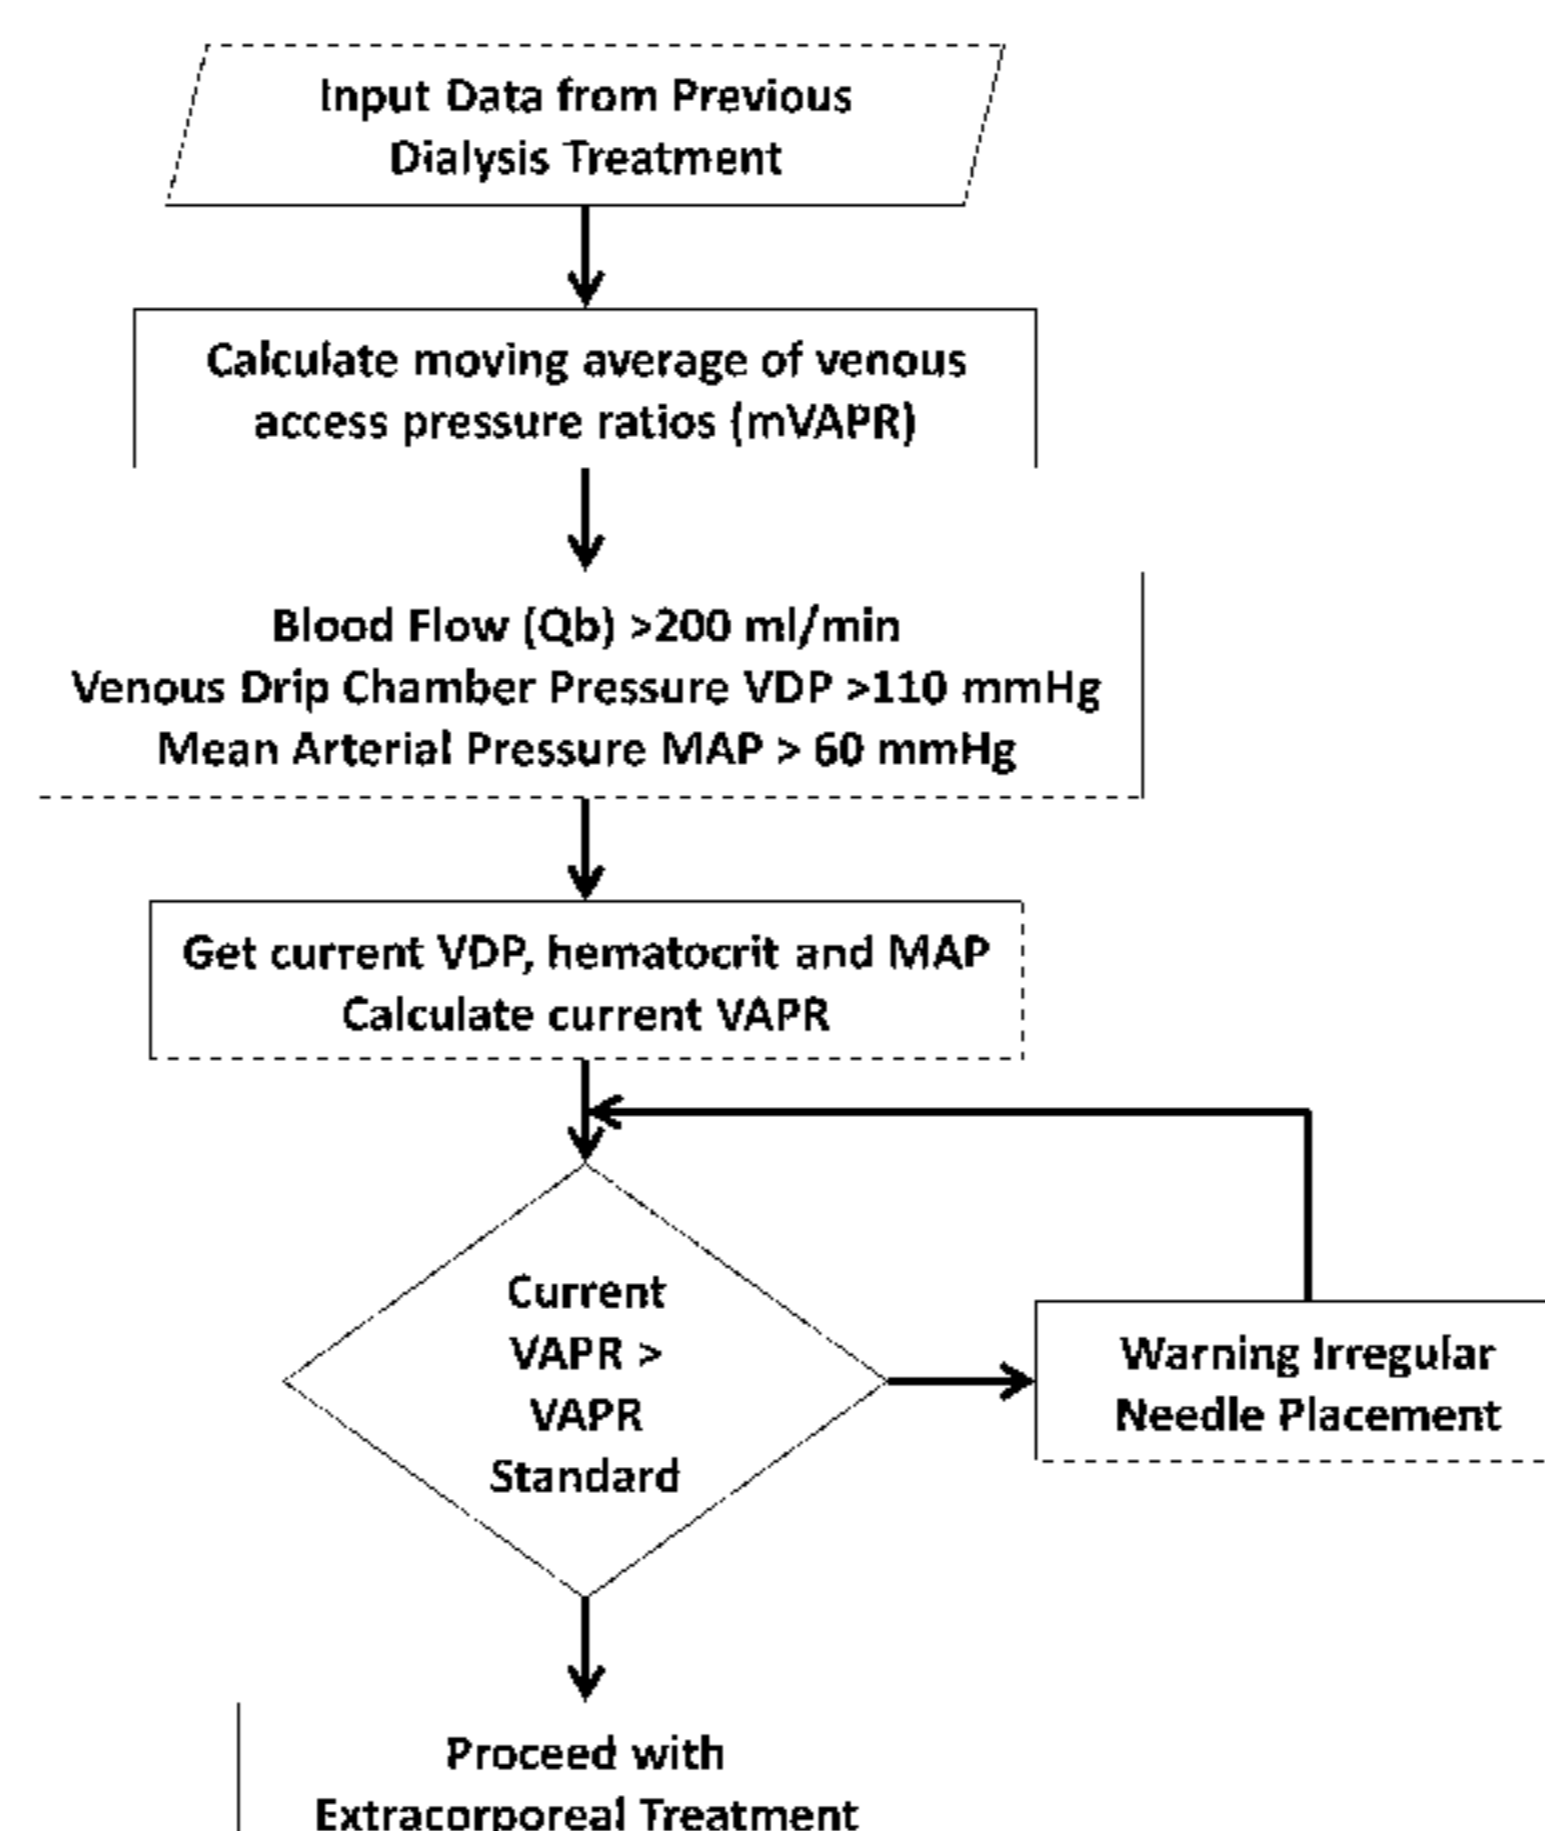 Input Data from Previous
Dialysis Treatment
Calculate moving average of venous
access pressure ratios (mVAPR)
Blood Flow (Qb) >200 ml/min
Venous Drip Chamber Pressure VDP >110 mmHg
Mean Arterial Pressure MAP > 60 mmHg
Get current VDP, hematocrit and MAP
Calculate current VAPR
Current
VAPR >
VAPR
Standard
Warning Irregular
Needle Placement
Proceed with
Extracorporeal Treatment